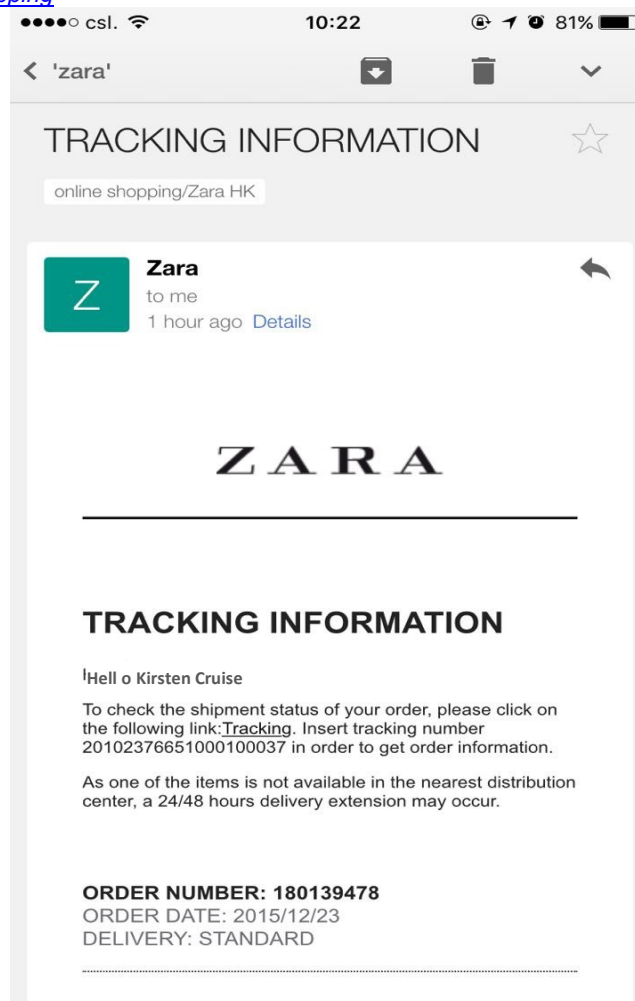 pping
csl. 10:22 81%
'zara'
TRACKING INFORMATION
online shopping/Zara HK
Z
Zara
to me
1 hour ago Details
ZARA
TRACKING INFORMATION
Hell o Kirsten Cruise
To check the shipment status of your order, please click on
the following link:Tracking. Insert tracking number
20102376651000100037 in order to get order information.
As one of the items is not available in the nearest distribution
center, a 24/48 hours delivery extension may occur.
ORDER NUMBER: 180139478
ORDER DATE: 2015/12/23
DELIVERY: STANDARD